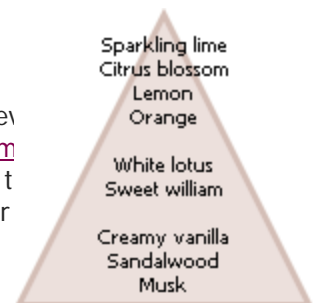 Sparkling lime
Citrus blossom
Lemon
Orange
White lotus
Sweet william
Creamy vanilla
Sandalwood
Musk